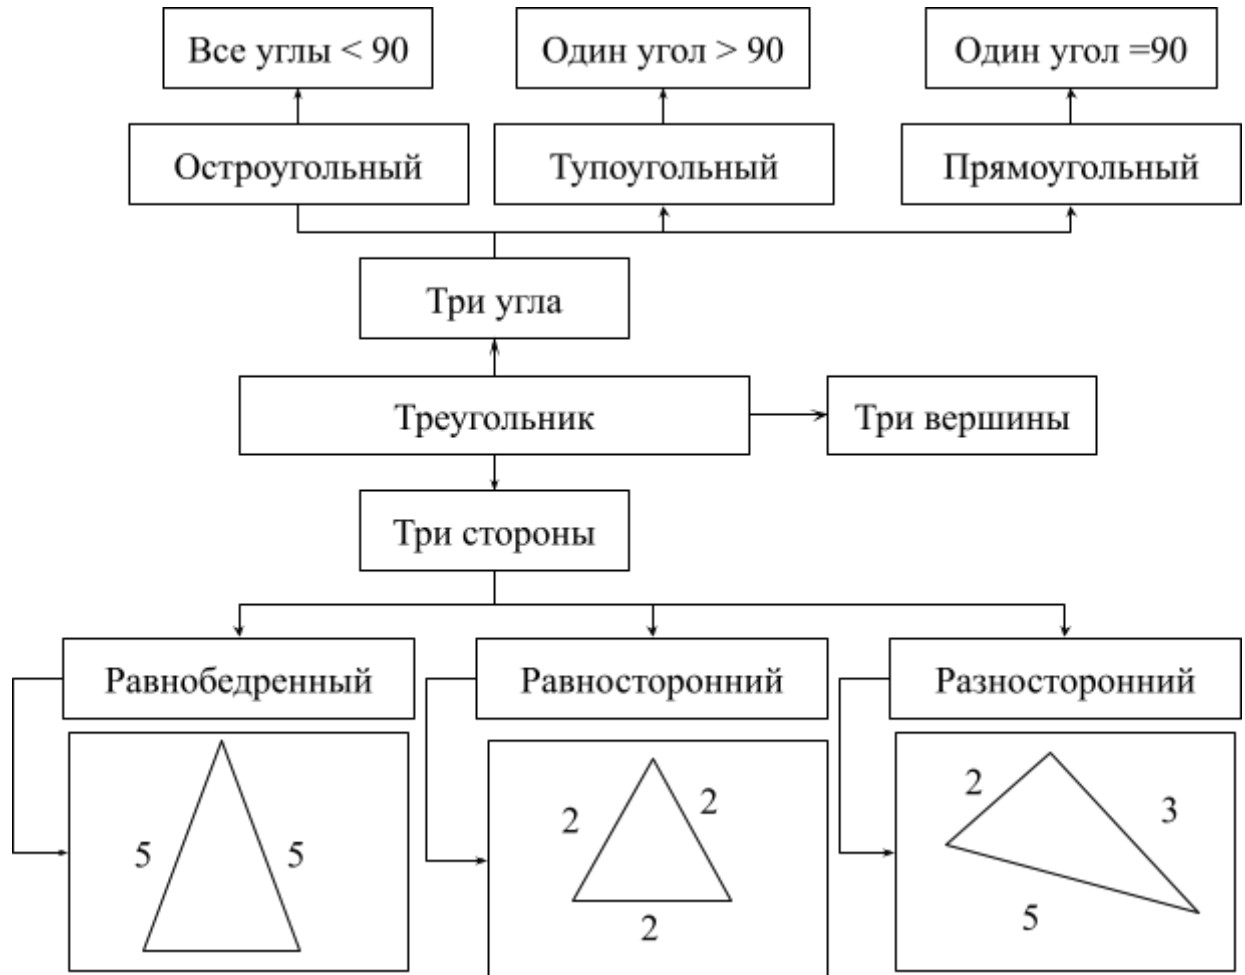 Все углы < 90
Один угол > 90
Один угол =90
Остроугольный
Тупоугольный
Прямоугольный
Три угла
Треугольник
Три вершины
Три стороны
Равнобедренный
Равносторонний
Разносторонний
5
5
2
2
2
2
3
5